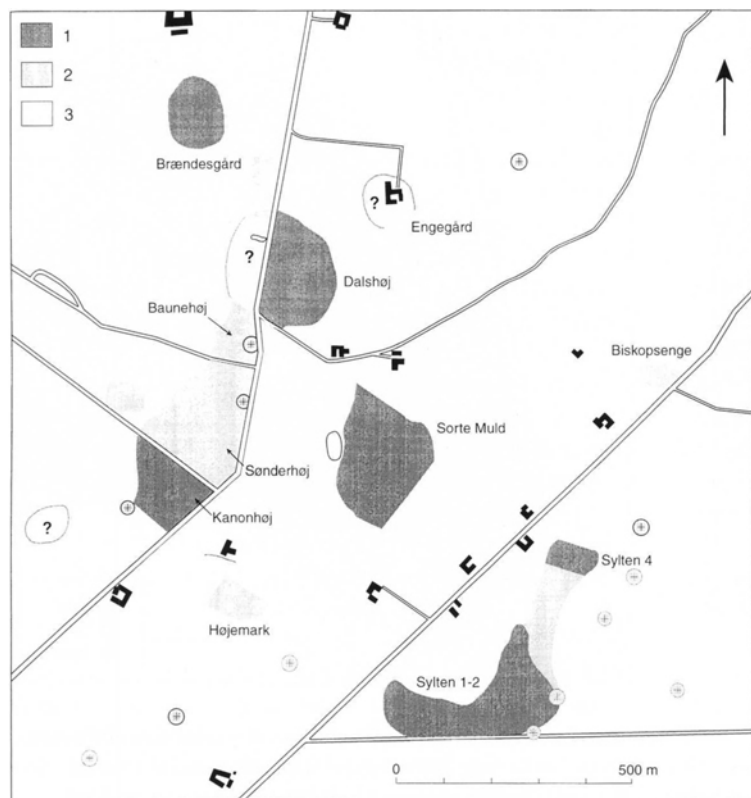 1
2
3
Brændesgård
?
Engegård
?
Dalshøj
Baunehøj
Biskopsenge
Sorte Muld
Sønderhøj
Kanonhøj
?
Sylten 4
Højemark
Sylten 1-2
0
500 m